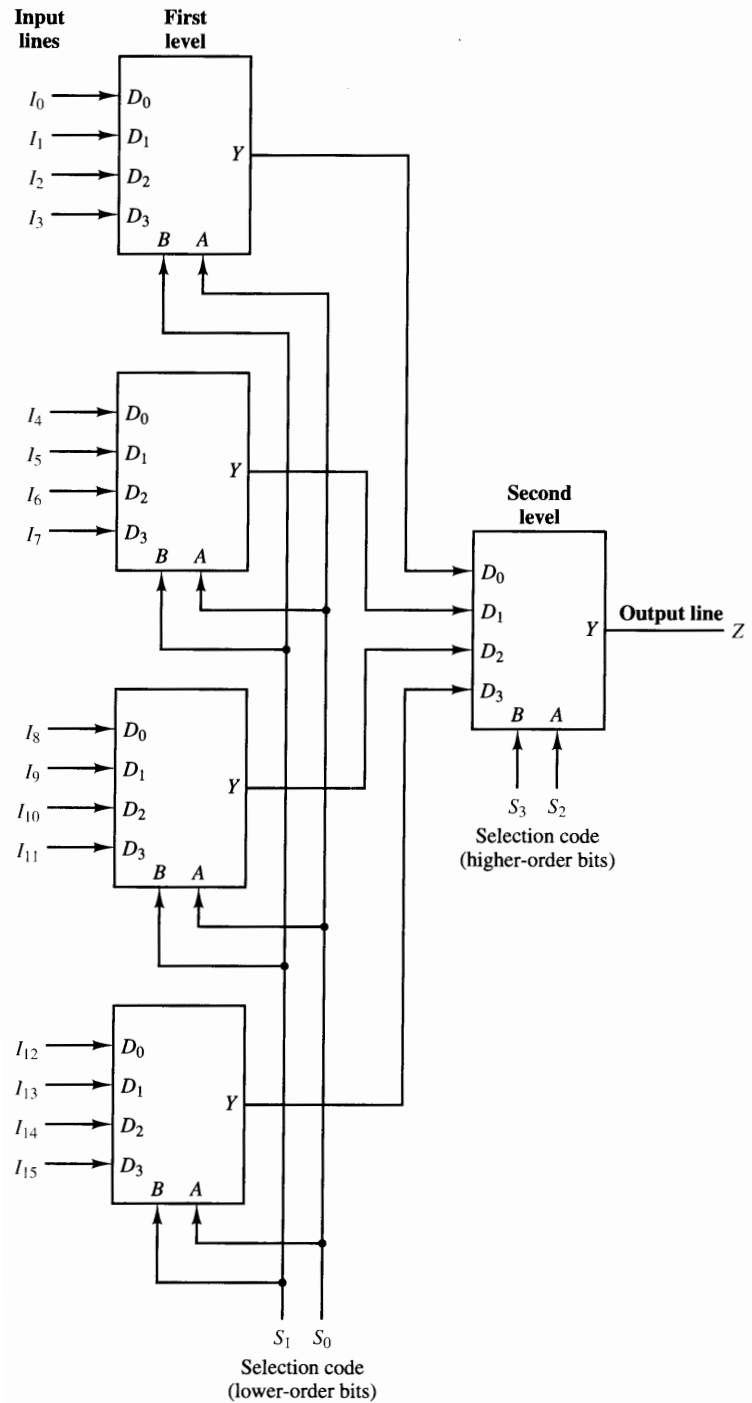 Input
lines
First
level
I0
D0
I1
D1
Y
I2
D2
I3
D3
B A
I4
D0
I5
D1
Y
I6
D2
I7
D3
B A
Second
level
D0
D1
Output line
Y
Z
D2
D3
B A
S3 S2
Selection code
(higher-order bits)
I8
D0
I9
D1
Y
I10
D2
I11
D3
B A
I12
D0
I13
D1
Y
I14
D2
I15
D3
B A
S1 S0
Selection code
(lower-order bits)